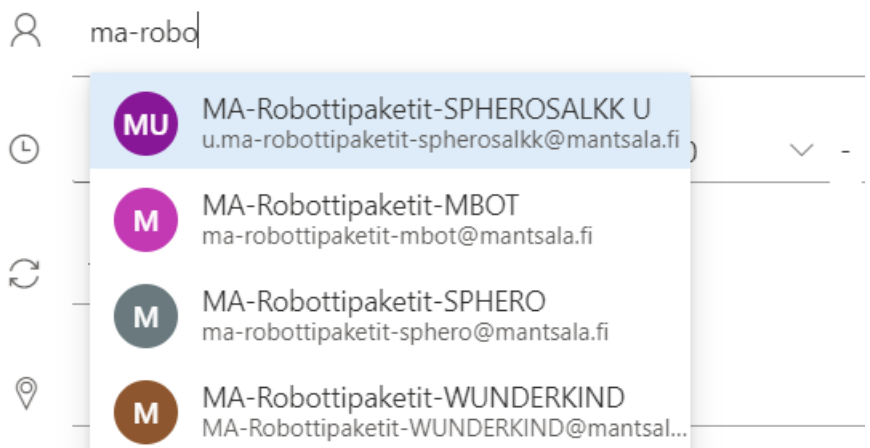 ma-robo
MU
MA-Robottipaketit-SPHEROSALKK U
u.ma-robottipaketit-spherosalkk@mantsala.fi
-
M
MA-Robottipaketit-MBOT
ma-robottipaketit-mbot@mantsala.fi
M
MA-Robottipaketit-SPHERO
ma-robottipaketit-sphero@mantsala.fi
M
MA-Robottipaketit-WUNDERKIND
MA-Robottipaketit-WUNDERKIND@mantsal...